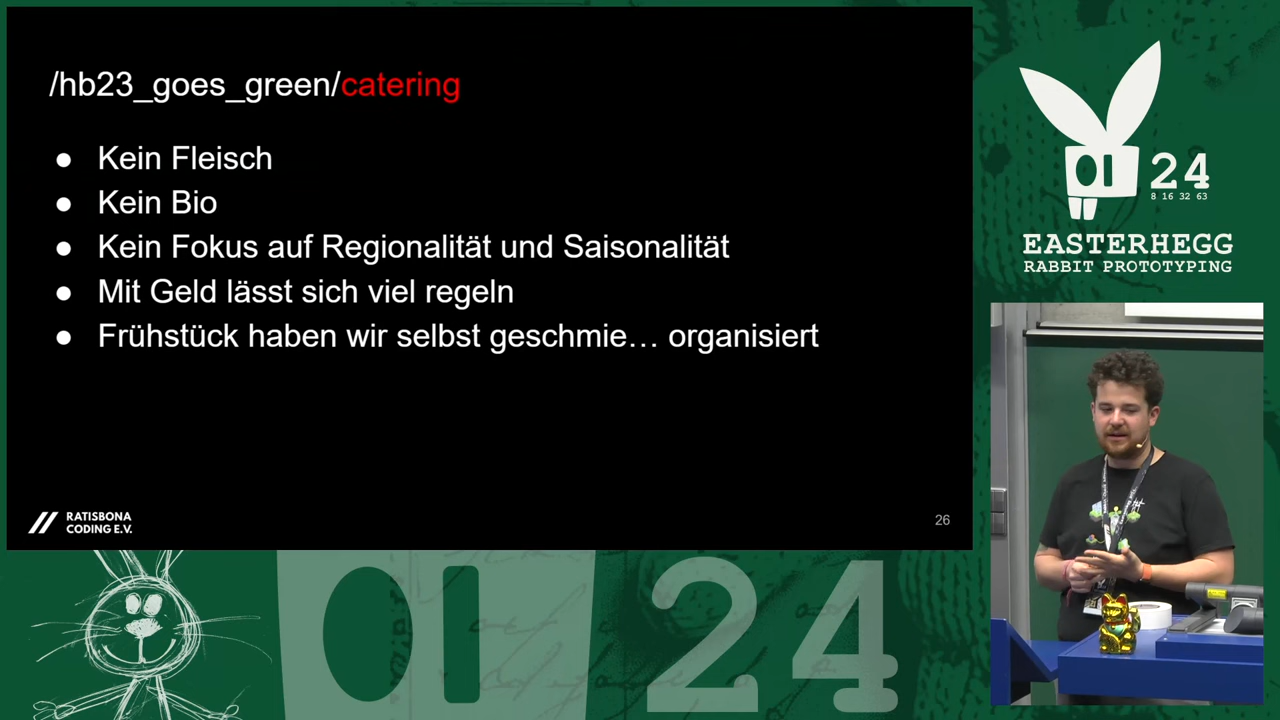 /hb23_goes_green/catering
● Kein Fleisch
● Kein Bio
● Kein Fokus auf Regionalität und Saisonalität
● Mit Geld lässt sich viel regeln
● Frühstück haben wir selbst geschmie… organisiert
RATISBONA
CODING E.V.
26
24
8 16 32 63
EASTERHEGG
RABBIT PROTOTYPING
24